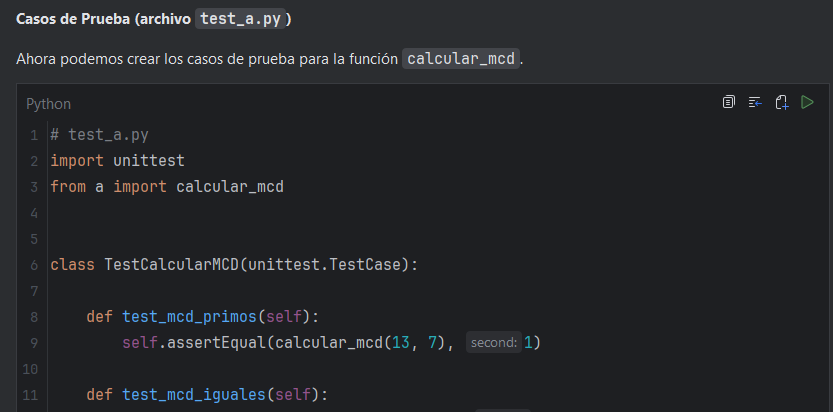 Casos de Prueba (archivo test_a.py)
Ahora podemos crear los casos de prueba para la función calcular_mcd.
Python
1 # test_a.py
2 import unittest
3 from a import calcular_mcd
4
5
6 class TestCalcularMCD(unittest.TestCase):
7
8     def test_mcd_primos(self):
9         self.assertEqual(calcular_mcd(13, 7), second: 1)
10
11     def test_mcd_iguales(self):